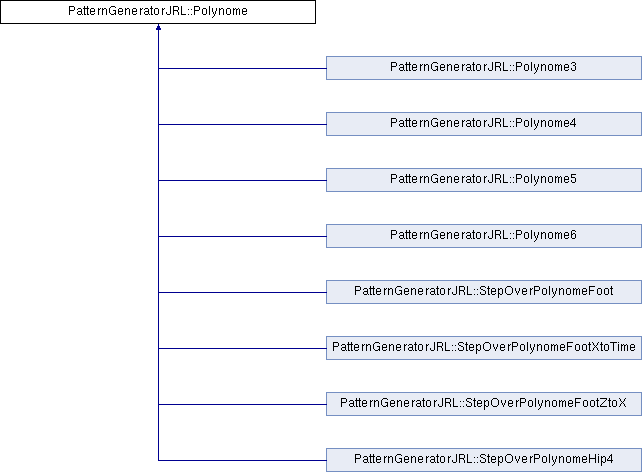 PatternGeneratorJRL::Polynome
PatternGeneratorJRL::Polynome3
PatternGeneratorJRL::Polynome4
PatternGeneratorJRL::Polynome5
PatternGeneratorJRL::Polynome6
PatternGeneratorJRL::StepOverPolynomeFoot
PatternGeneratorJRL::StepOverPolynomeFootXtoTime
PatternGeneratorJRL::StepOverPolynomeFootZtoX
PatternGeneratorJRL::StepOverPolynomeHip4